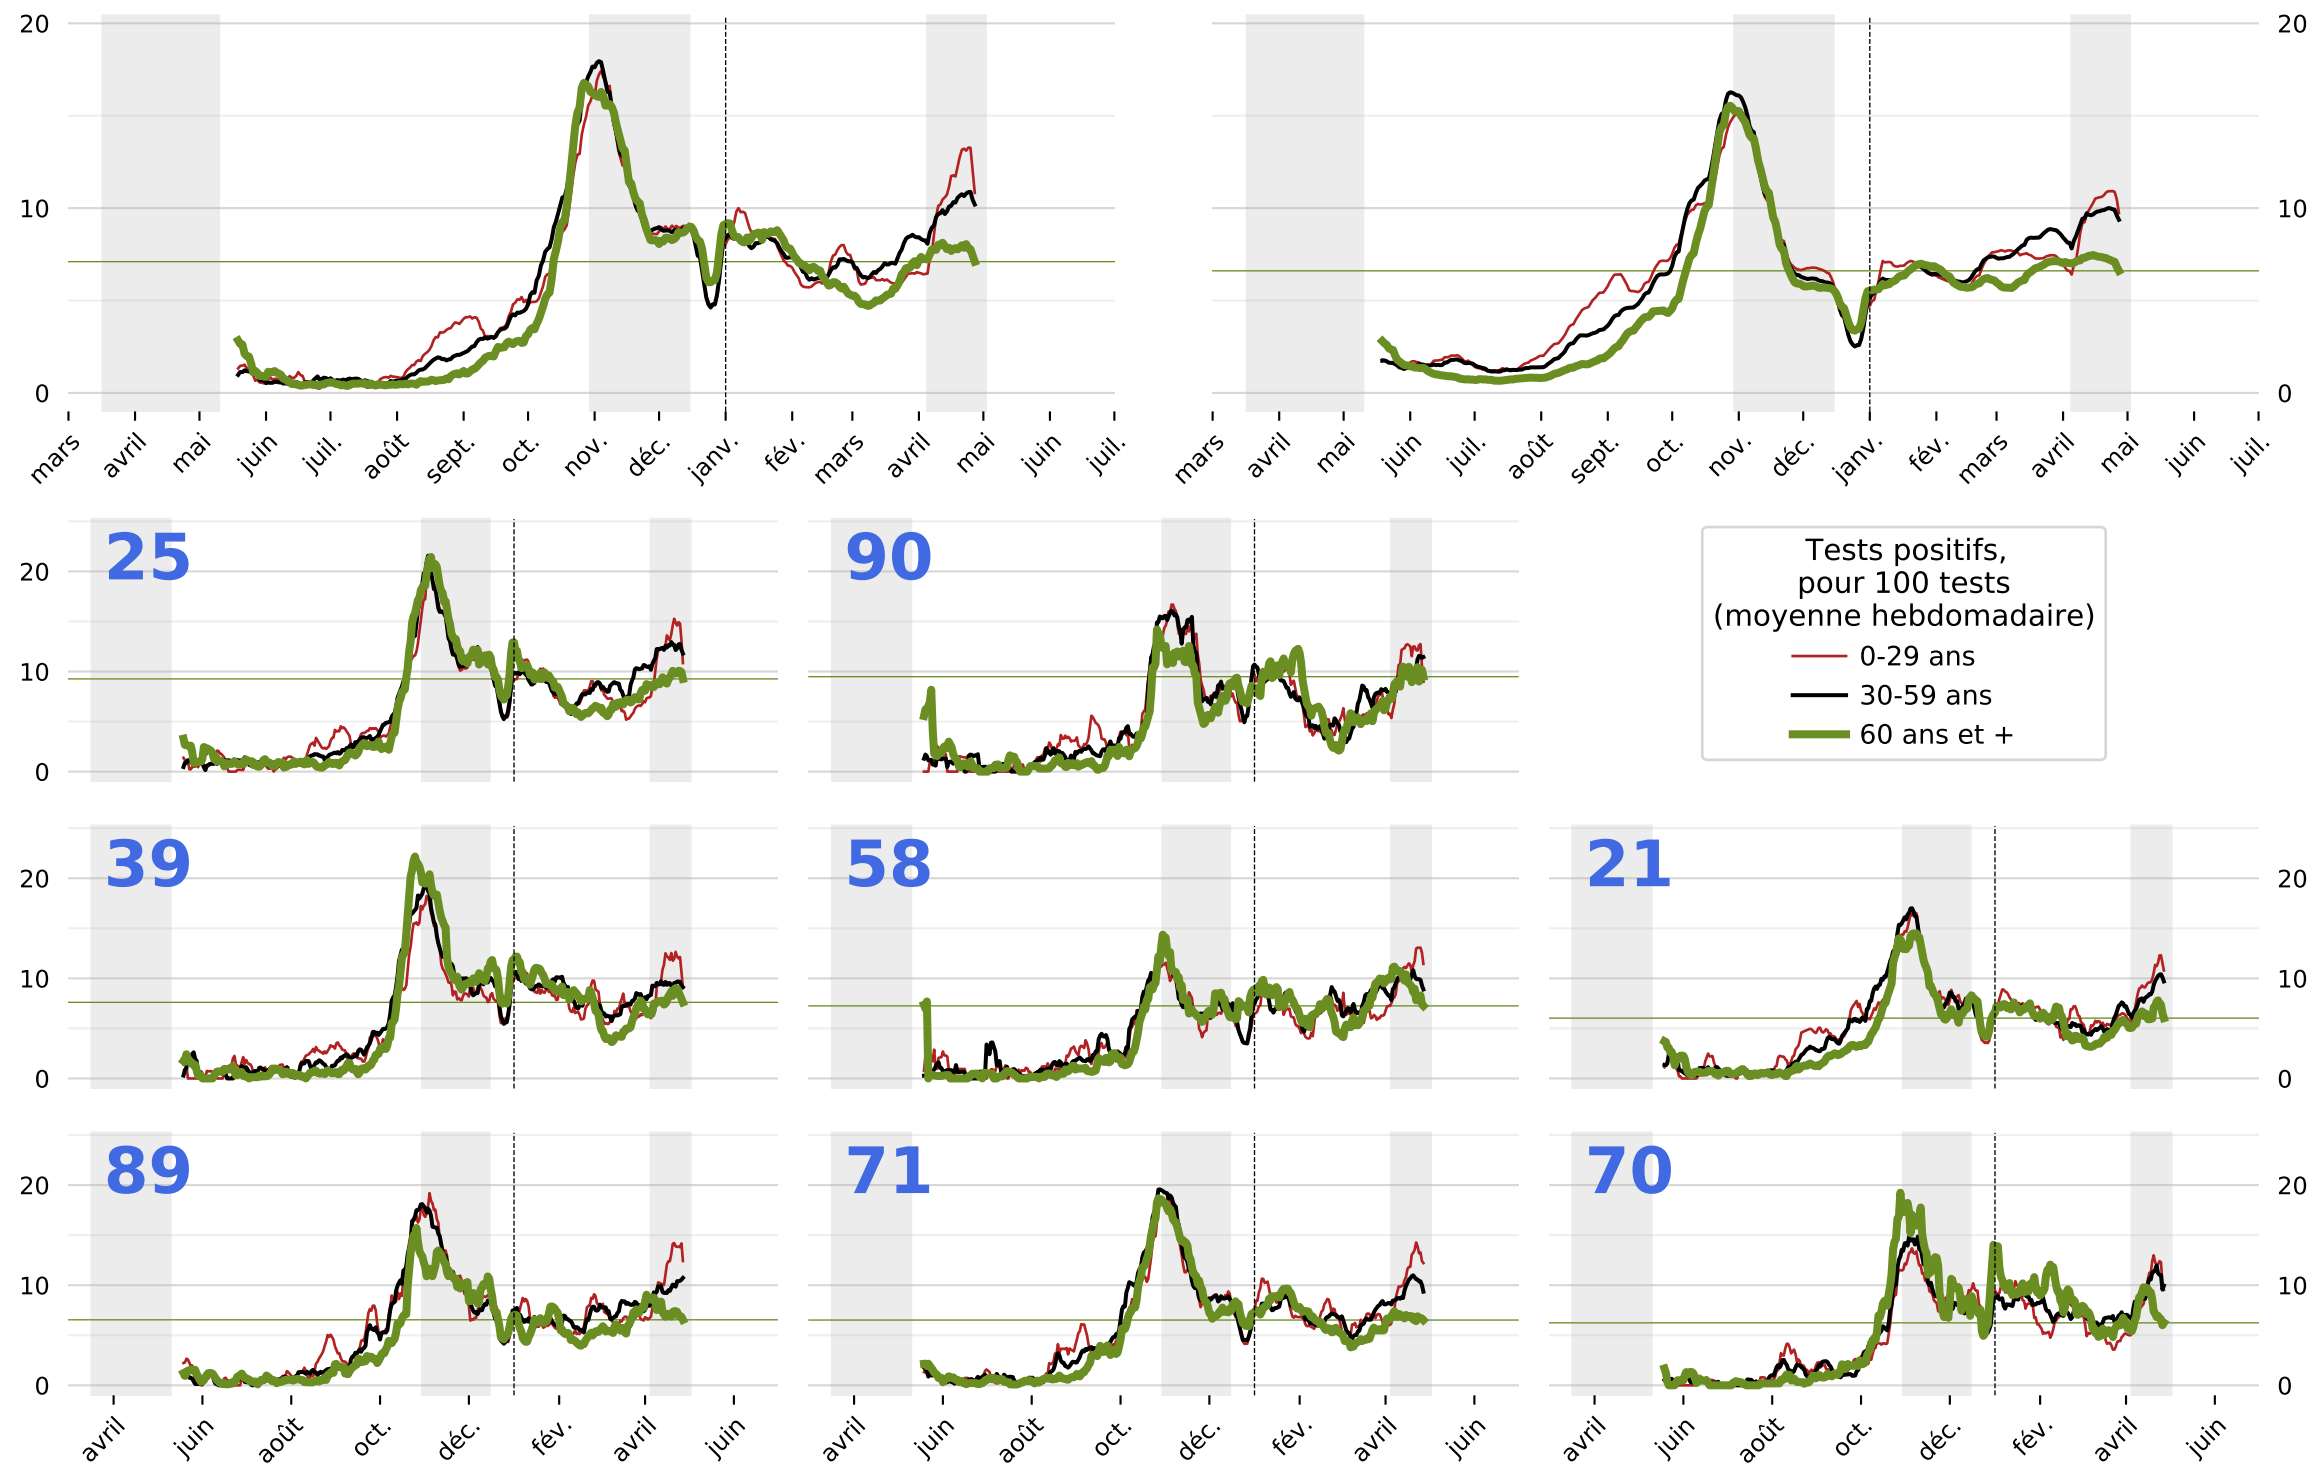 20 20
10 10
0 0
mars avril mai juin juil. août sept. oct. nov. déc. janv. fév. mars avril mai juin juil.
mars avril mai juin juil. août sept. oct. nov. déc. janv. fév. mars avril mai juin juil.
25
20
10
0
90
Tests positifs,
pour 100 tests
(moyenne hebdomadaire)
0-29 ans
30-59 ans
60 ans et +
39 58 21
20 20
10 10
0 0
89 71 70
20 20
10 10
0 0
avril juin août oct. déc. fév. avril juin
avril juin août oct. déc. fév. avril juin
avril juin août oct. déc. fév. avril juin